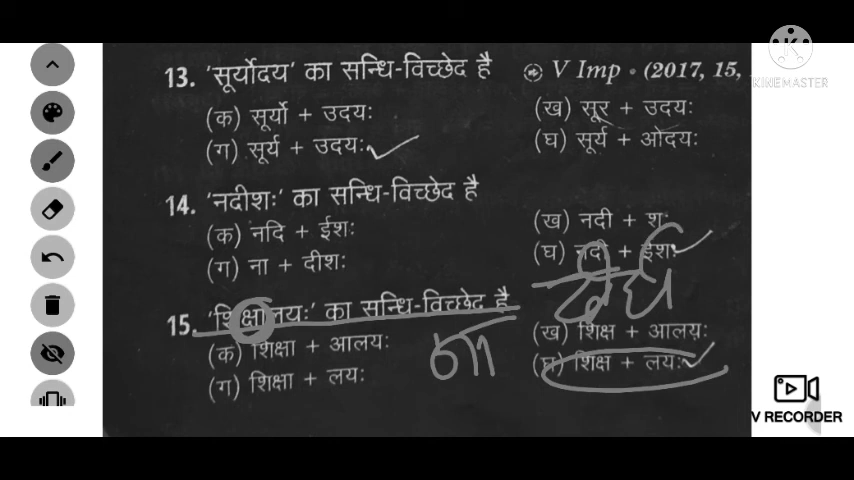 13. 'सूर्योदय' का सन्धि-विच्छेद है V Imp • (2017, 15,
(क) सूर्यो + उदयः (ख) सूर + उदयः
(ग) सूर्य + उदयः (घ) सूर्य + ओदयः
14. 'नदीशः' का सन्धि-विच्छेद है
(क) नदि + ईशः (ख) नदी + शः
(ग) ना + दीशः (घ) नदी + ईशः
15. 'शिक्षालयः' का सन्धि-विच्छेद है
(क) शिक्षा + आलयः (ख) शिक्ष + आलयः
(ग) शिक्षा + लयः (घ) शिक्ष + लयः
KINEMASTER
V RECORDER